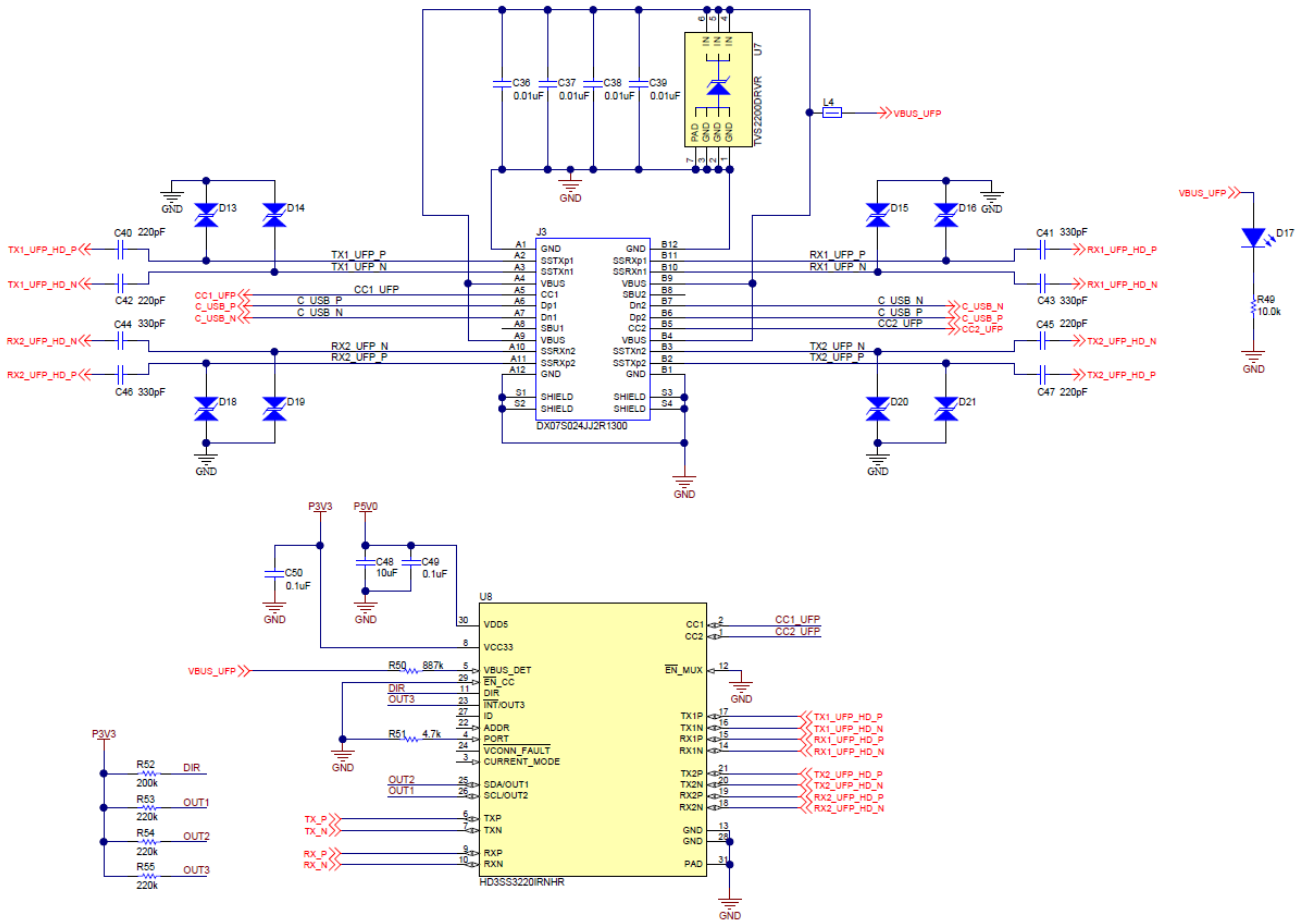 6 5 4
IN IN IN
U7
TVS2200DRVR
PAD GND GND GND
7 3 2 1
C36
0.01uF
C37
0.01uF
C38
0.01uF
C39
0.01uF
L4
VBUS_UFP
GND
GND
D13
D14
D15
D16
GND
C40 220pF
TX1_UFP_HD_P
TX1_UFP_HD_N
C42 220pF
TX1_UFP_P
TX1_UFP_N
CC1_UFP
CC1_UFP
C_USB_P
C_USB_P
C_USB_N
C_USB_N
C44 330pF
RX2_UFP_HD_N
RX2_UFP_HD_P
C46 330pF
RX2_UFP_N
RX2_UFP_P
D18
D19
GND
J3
A1 GND GND B12
A2 SSTXp1 SSRXp1 B11
A3 SSTXn1 SSRXn1 B10
A4 VBUS VBUS B9
A5 CC1 SBU2 B8
A6 Dp1 Dn2 B7
A7 Dn1 Dp2 B6
A8 SBU1 CC2 B5
A9 VBUS VBUS B4
A10 SSRXn2 SSTXn2 B3
A11 SSRXp2 SSTXp2 B2
A12 GND GND B1
S1 SHIELD SHIELD S3
S2 SHIELD SHIELD S4
DX07S024JJ2R1300
GND
RX1_UFP_P
RX1_UFP_N
C41 330pF
RX1_UFP_HD_P
RX1_UFP_HD_N
C43 330pF
C_USB_N
C_USB_N
C_USB_P
C_USB_P
CC2_UFP
CC2_UFP
C45 220pF
TX2_UFP_N
TX2_UFP_HD_N
TX2_UFP_P
TX2_UFP_HD_P
C47 220pF
D20
D21
GND
VBUS_UFP
D17
R49
10.0k
GND
P3V3
P5V0
C50
0.1uF
GND
C48
10uF
C49
0.1uF
GND
U8
30 VDD5
8 VCC33
VBUS_UFP
R50 887k
5 VBUS_DET
29 EN_CC
DIR
11 DIR
OUT3
23 INT/OUT3
27 ID
22 ADDR
R51 4.7k
4 PORT
GND
24 VCONN_FAULT
3 CURRENT_MODE
OUT2
25 SDA/OUT1
OUT1
26 SCL/OUT2
TX_P
6 TXP
TX_N
7 TXN
RX_P
9 RXP
RX_N
10 RXN
HD3SS3220IRNHR
CC1 2 CC1_UFP
CC2 1 CC2_UFP
EN_MUX 12
GND
TX1P 17 TX1_UFP_HD_P
TX1N 16 TX1_UFP_HD_N
RX1P 15 RX1_UFP_HD_P
RX1N 14 RX1_UFP_HD_N
TX2P 21 TX2_UFP_HD_P
TX2N 20 TX2_UFP_HD_N
RX2P 19 RX2_UFP_HD_P
RX2N 18 RX2_UFP_HD_N
GND 13
GND 28
PAD 31
GND
P3V3
R52 DIR
200k
R53 OUT1
220k
R54 OUT2
220k
R55 OUT3
220k